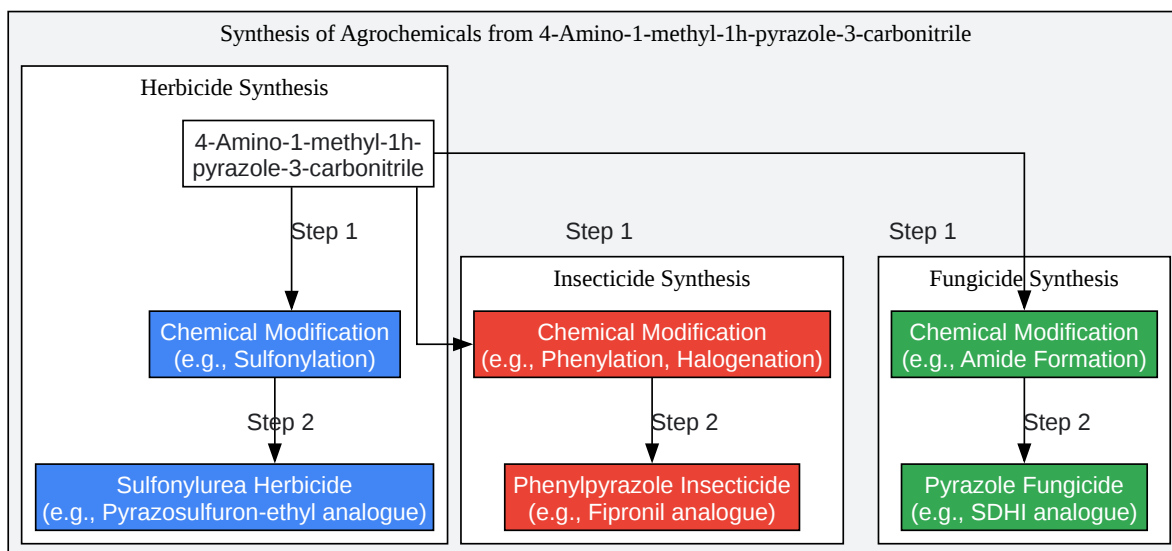 Synthesis of Agrochemicals from 4-Amino-1-methyl-1h-pyrazole-3-carbonitrile
Herbicide Synthesis
4-Amino-1-methyl-1h-
pyrazole-3-carbonitrile
Step 1
Step 1
Step 1
Insecticide Synthesis
Fungicide Synthesis
Chemical Modification
(e.g., Sulfonylation)
Chemical Modification
(e.g., Phenylation, Halogenation)
Chemical Modification
(e.g., Amide Formation)
Step 2
Step 2
Step 2
Sulfonylurea Herbicide
(e.g., Pyrazosulfuron-ethyl analogue)
Phenylpyrazole Insecticide
(e.g., Fipronil analogue)
Pyrazole Fungicide
(e.g., SDHI analogue)